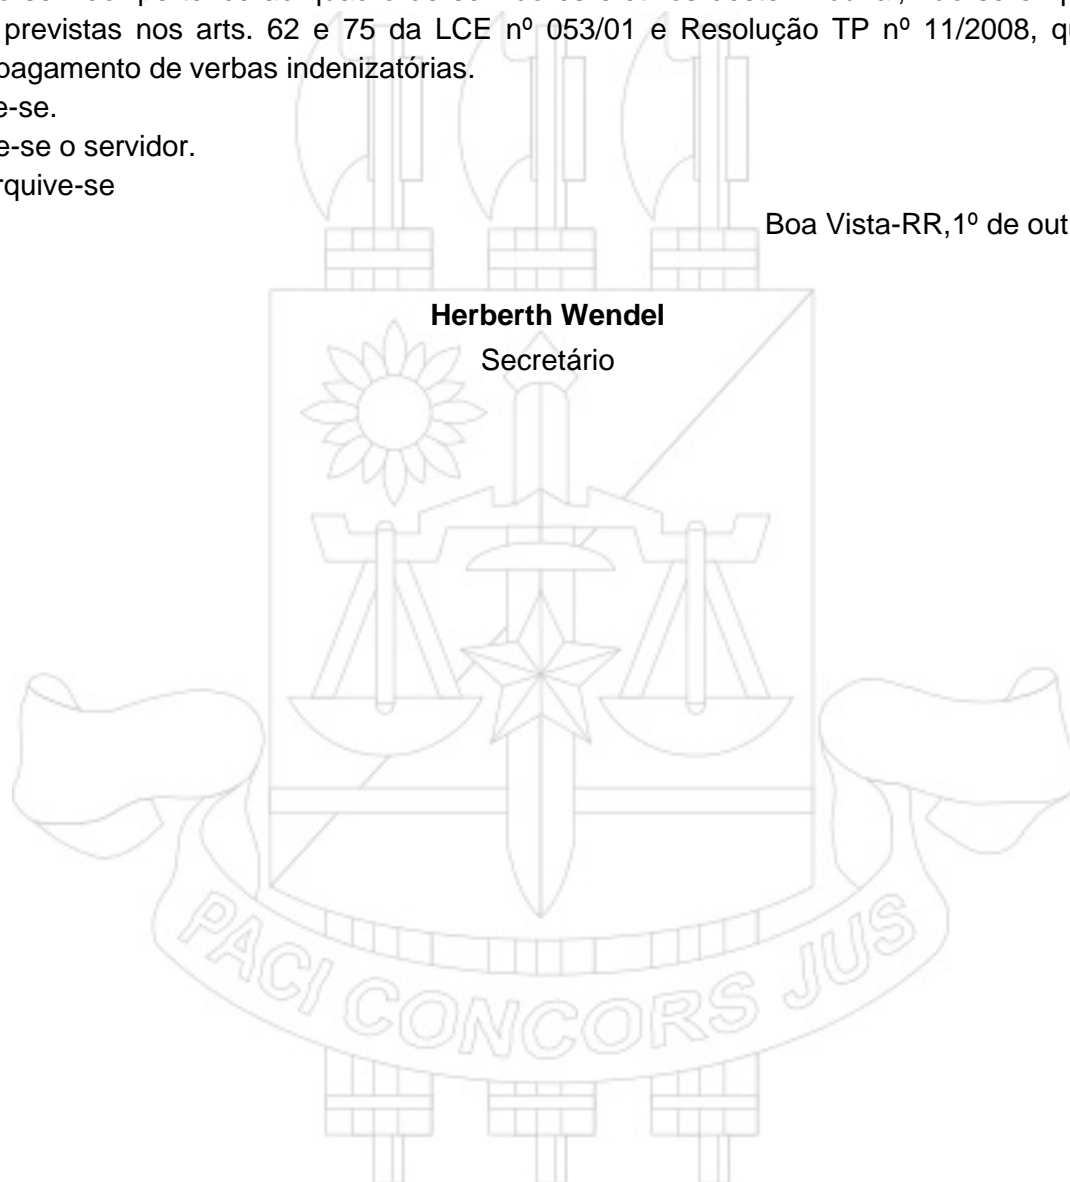 previstas nos arts. 62 e 75 da LCE nº 053/01 e Resolução TP nº 11/2008, qu
pagamento de verbas indenizatórias.
e-se.
e-se o servidor.
rquive-se
Boa Vista-RR,1º de out
Herberth Wendel
Secretário
PACI CONCORS JUS